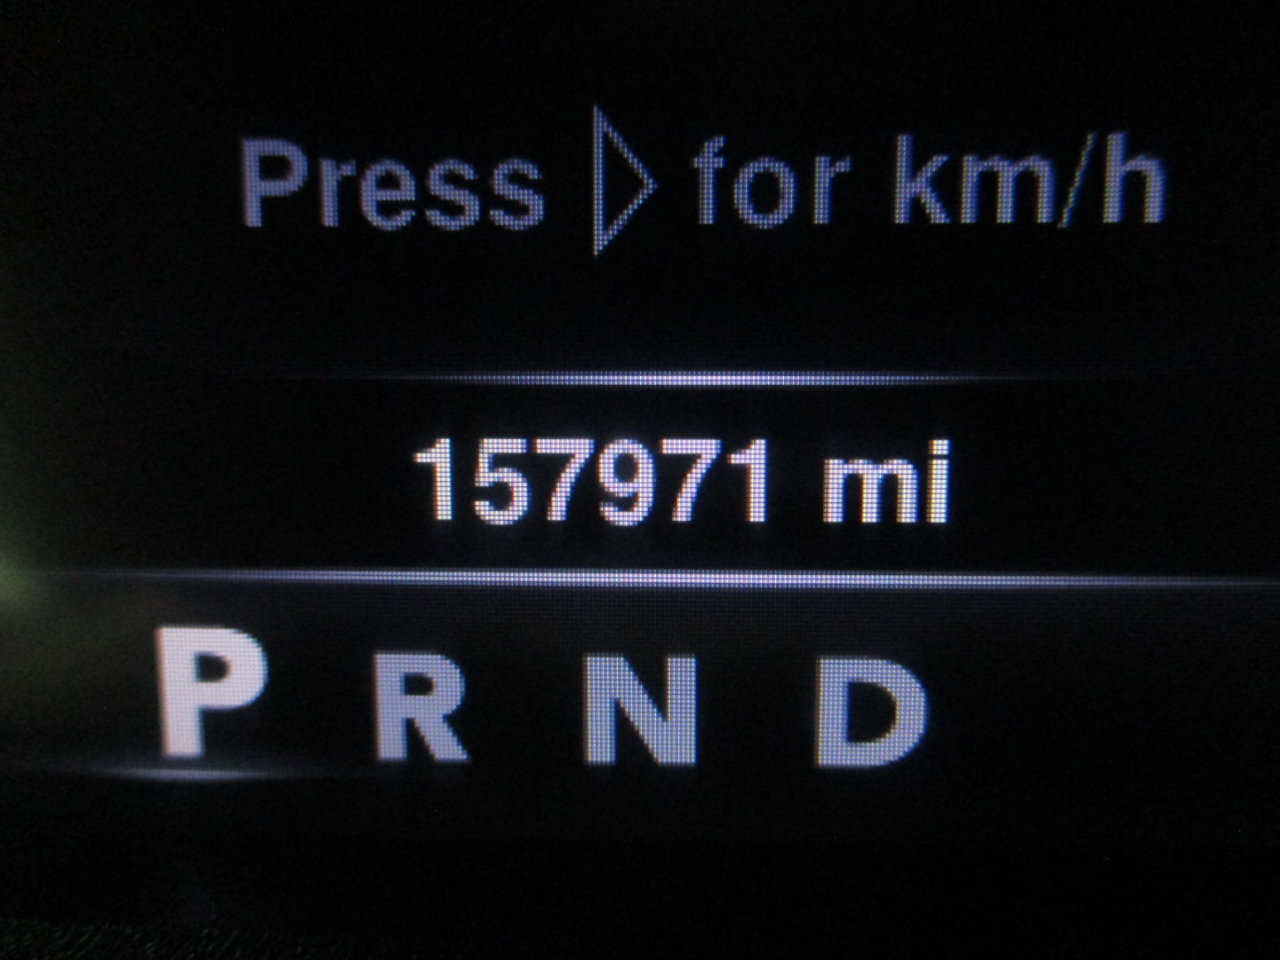 Press ▷ for km/h
157971 mi
P R N D